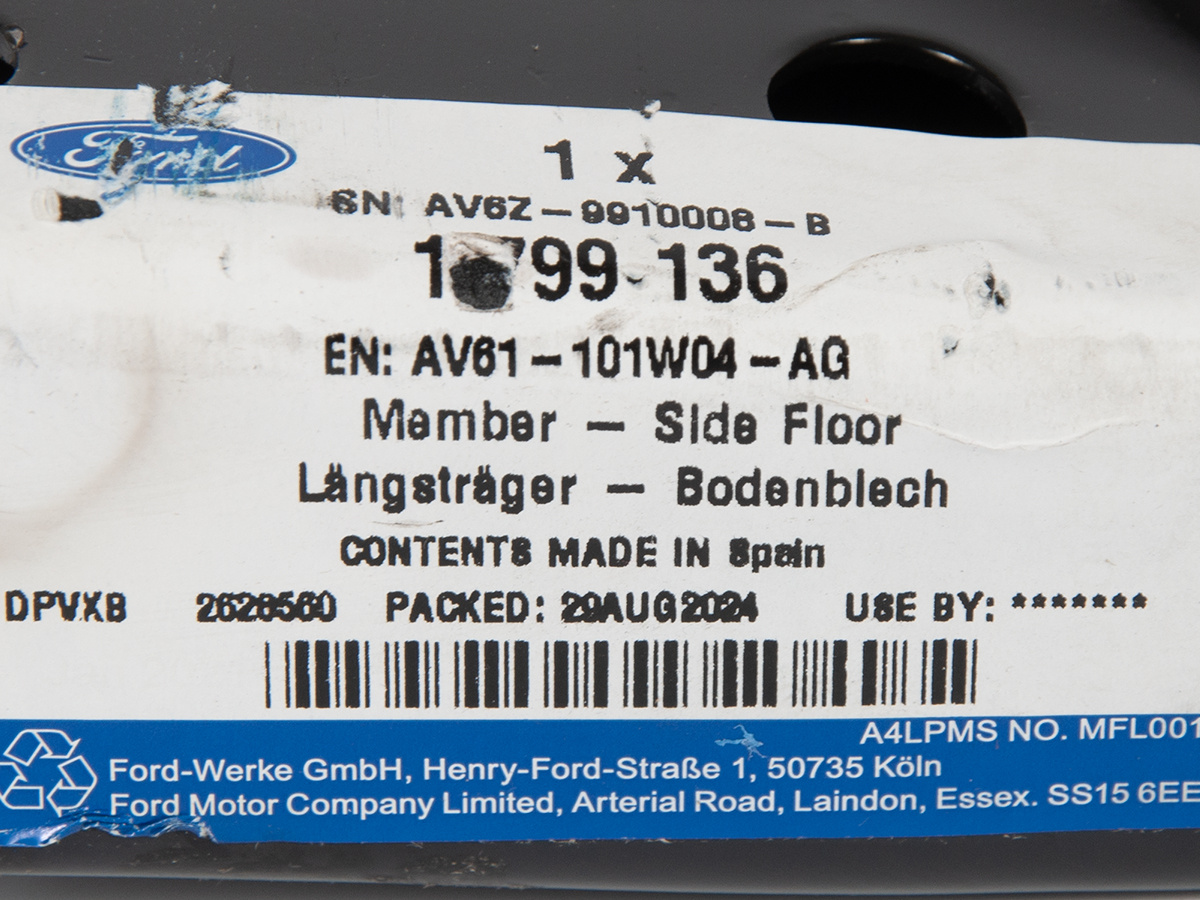 Ford
1 x
SN: AV6Z – 9910008 – B
136
EN: AV61 – 101W04 – AG
Member – Side Floor
Längsträger – Bodenblech
CONTENTS MADE IN Spain
DPVXB 2628560 PACKED: 29AUG2024 USE BY: *******
A4LPMS NO. MFL001
Ford-Werke GmbH, Henry-Ford-Straße 1, 50735 Köln
Ford Motor Company Limited, Arterial Road, Laindon, Essex. SS15 6EE